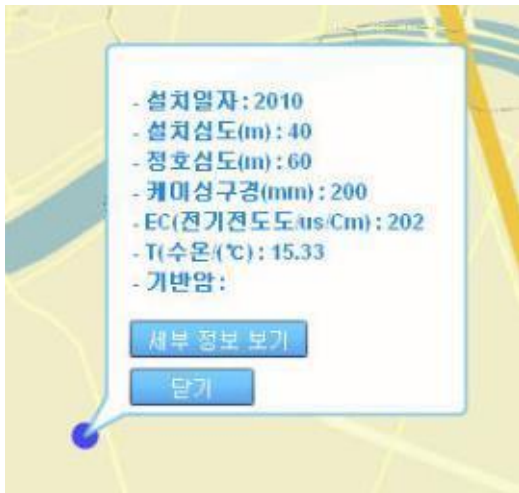 - 설치일자 : 2010
- 설치심도(m) : 40
- 정호심도(m) : 60
- 케이싱구경(mm) : 200
- EC(전기전도도/us/Cm) : 202
- T(수온/(℃) : 15.33
- 기반암 :
세부 정보 보기
닫기